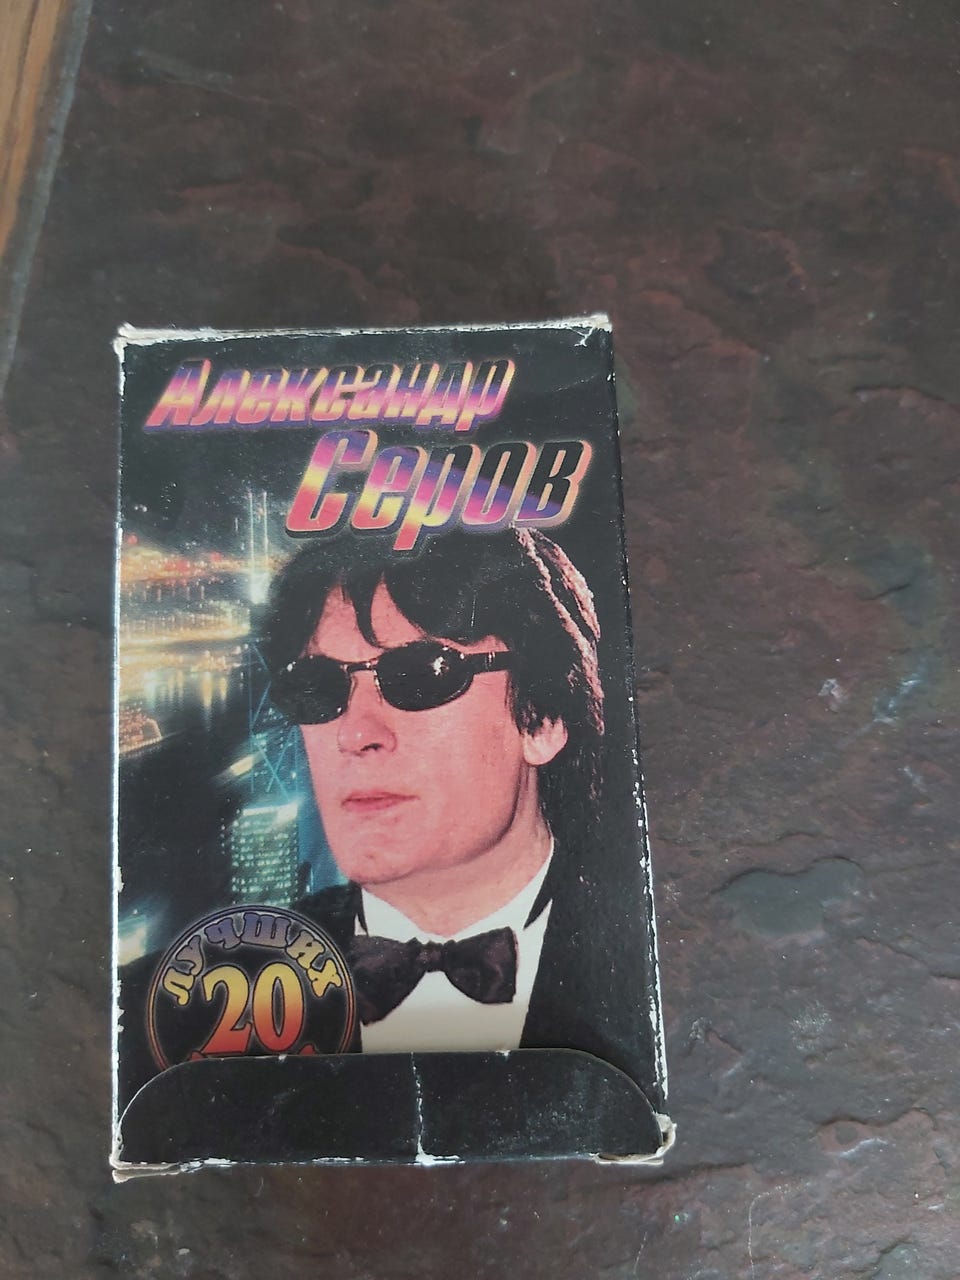 Александр
Серов
ЛУЧШИХ
20